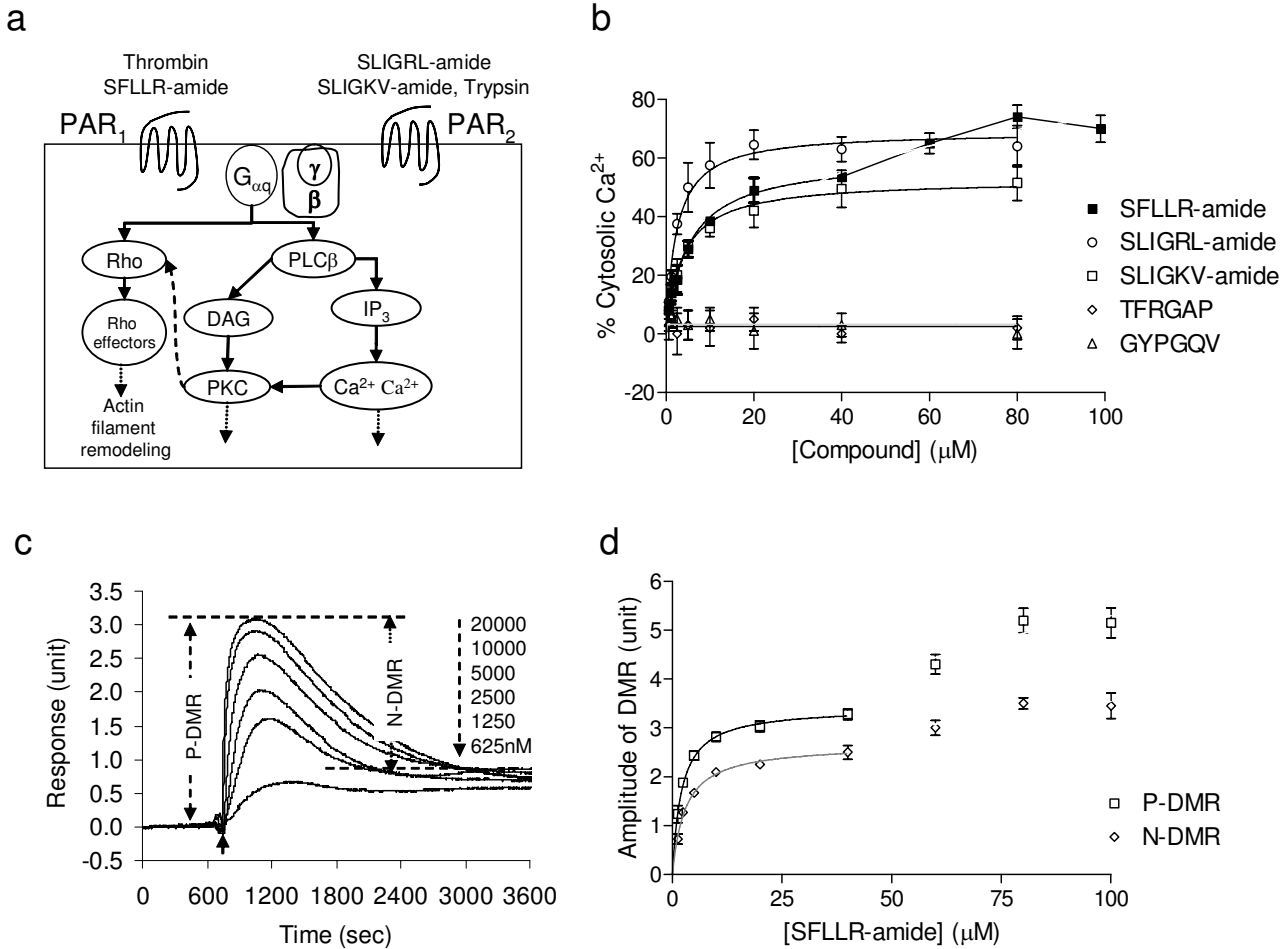 a
Thrombin
SFLLR-amide
SLIGRL-amide
SLIGKV-amide, Trypsin
PAR1
PAR2
Gαq
γ
β
Rho
PLCβ
Rho
effectors
DAG
IP3
PKC
Ca2+ Ca2+
Actin
filament
remodeling
b
% Cytosolic Ca2+
80
60
40
20
0
-20
0
20
40
60
80
100
[Compound] (μM)
SFLLR-amide
SLIGRL-amide
SLIGKV-amide
TFRGAP
GYPGQV
c
Response (unit)
3.5
3.0
2.5
2.0
1.5
1.0
0.5
0.0
-0.5
P-DMR
N-DMR
20000
10000
5000
2500
1250
625nM
0 600 1200 1800 2400 3000 3600
Time (sec)
d
Amplitude of DMR (unit)
6
5
4
3
2
1
0
0
25
50
75
100
[SFLLR-amide] (μM)
P-DMR
N-DMR